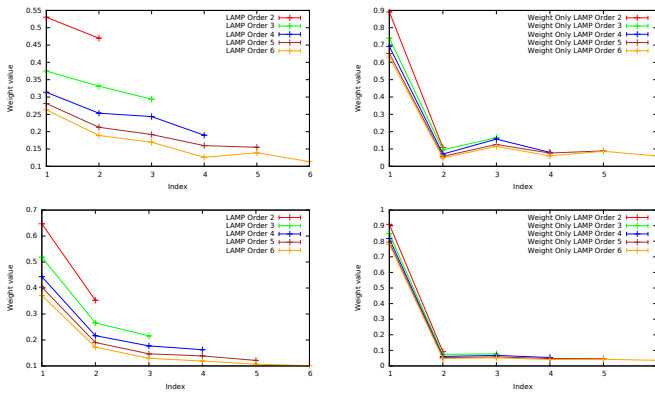 0.55
0.5
0.45
0.4
0.35
0.3
0.25
0.2
0.15
0.1
Weight value
LAMP Order 2
LAMP Order 3
LAMP Order 4
LAMP Order 5
LAMP Order 6
1 2 3 4 5 6
Index
0.9
0.8
0.7
0.6
0.5
0.4
0.3
0.2
0.1
0
Weight value
Weight Only LAMP Order 2
Weight Only LAMP Order 3
Weight Only LAMP Order 4
Weight Only LAMP Order 5
Weight Only LAMP Order 6
1 2 3 4 5
Index
0.7
0.6
0.5
0.4
0.3
0.2
0.1
Weight value
LAMP Order 2
LAMP Order 3
LAMP Order 4
LAMP Order 5
LAMP Order 6
1 2 3 4 5 6
Index
1
0.9
0.8
0.7
0.6
0.5
0.4
0.3
0.2
0.1
0
Weight value
Weight Only LAMP Order 2
Weight Only LAMP Order 3
Weight Only LAMP Order 4
Weight Only LAMP Order 5
Weight Only LAMP Order 6
1 2 3 4 5
Index